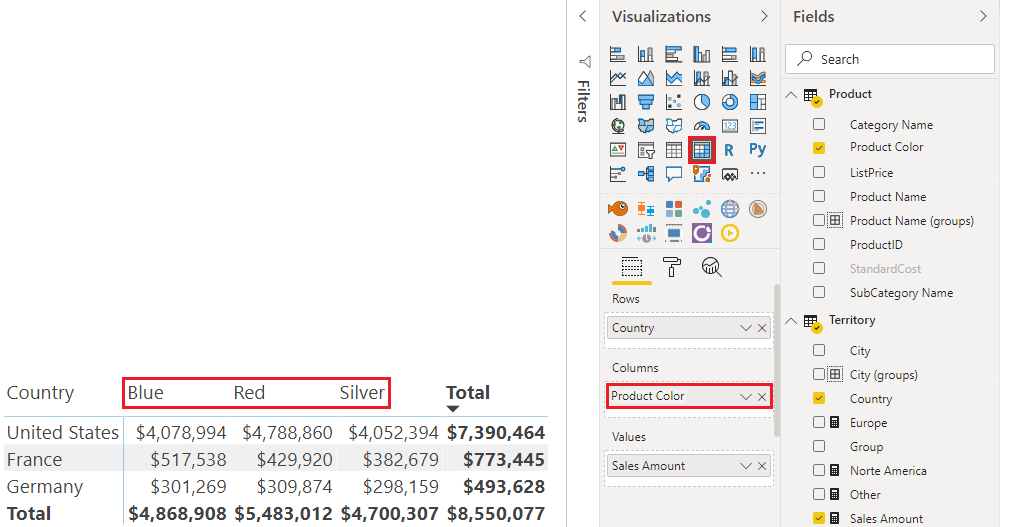 Visualizations
Fields
Filters
Search
Product
Category Name
Product Color
ListPrice
Product Name
Product Name (groups)
ProductID
StandardCost
SubCategory Name
Territory
City
City (groups)
Country
Europe
Group
Norte America
Other
Sales Amount
123
R
Py
Rows
Country
Columns
Product Color
Values
Sales Amount
Country Blue Red Silver Total
United States $4,078,994 $4,788,860 $4,052,394 $7,390,464
France $517,538 $429,920 $382,679 $773,445
Germany $301,269 $309,874 $298,159 $493,628
Total $4,868,908 $5,483,012 $4,700,307 $8,550,077